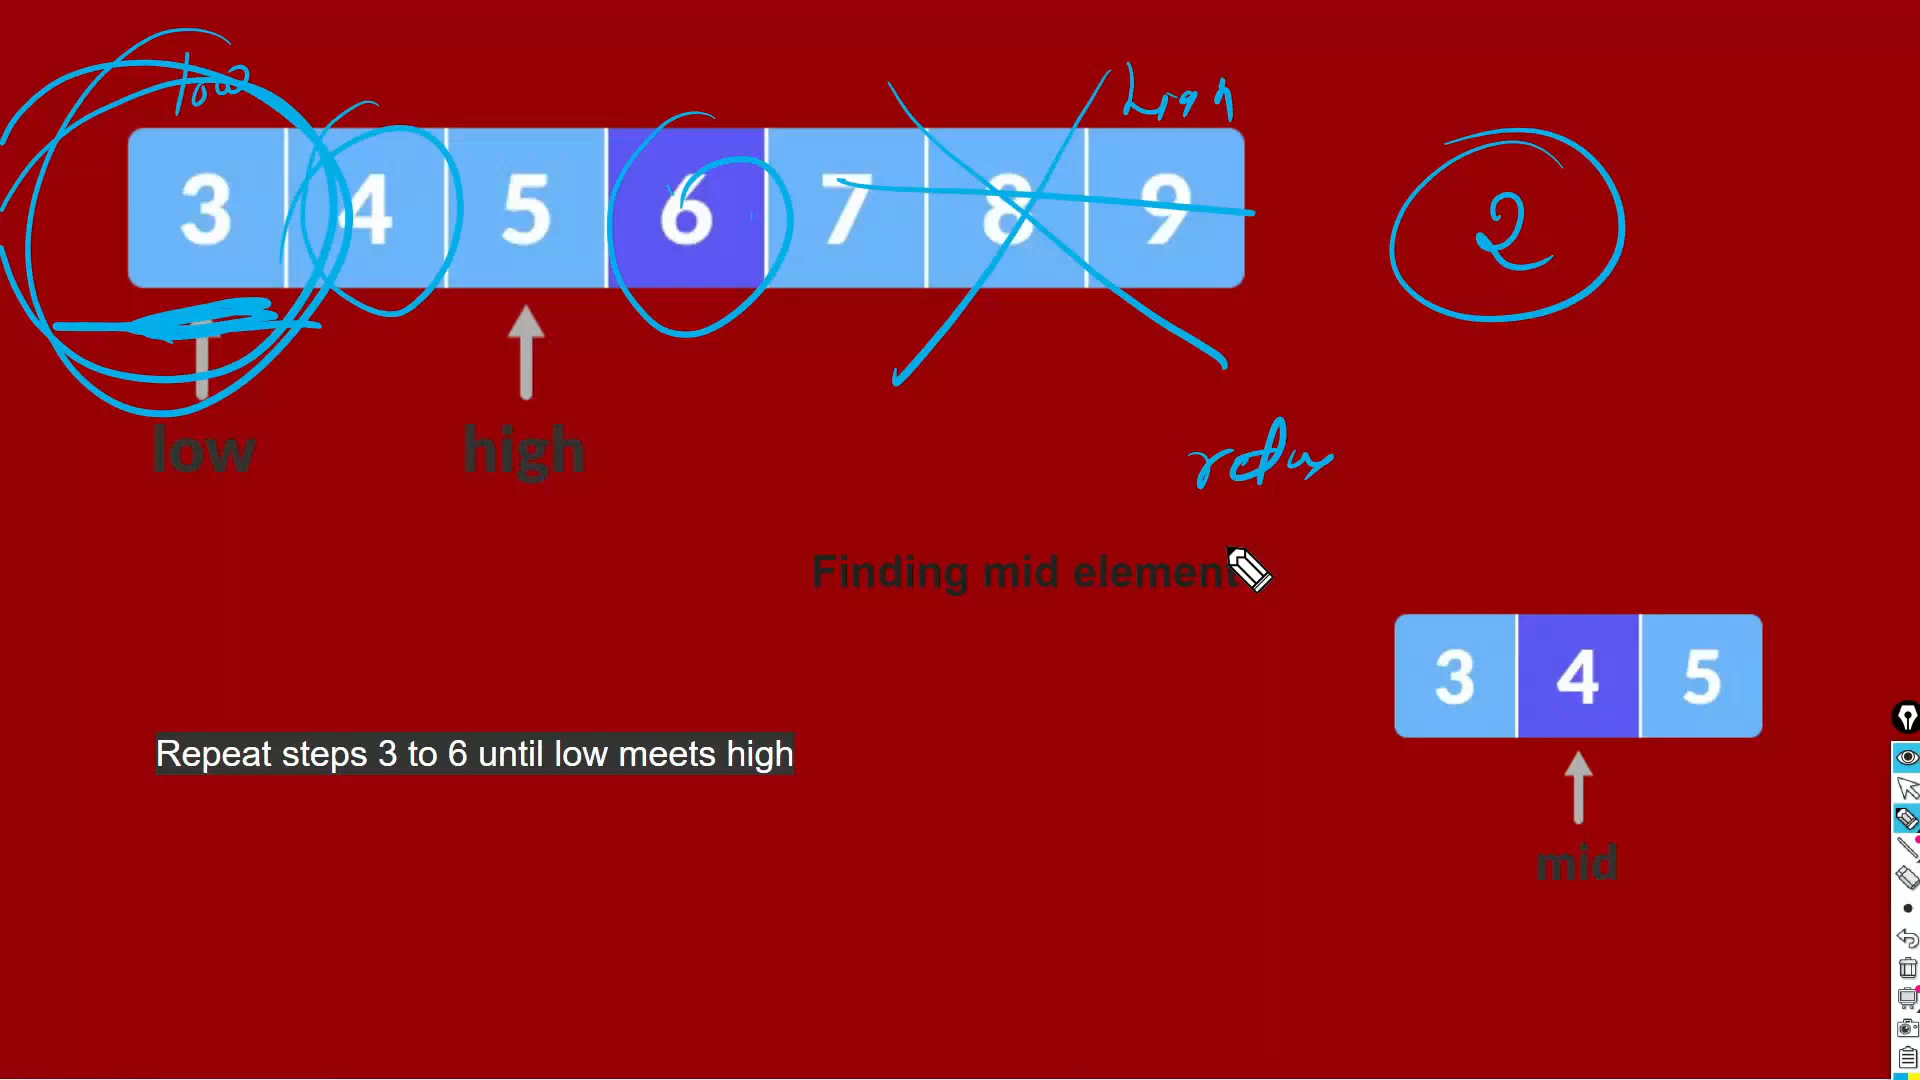 low high
3 4 5 6 7 8 9
2
low high
Finding mid element
3 4 5
Repeat steps 3 to 6 until low meets high
mid